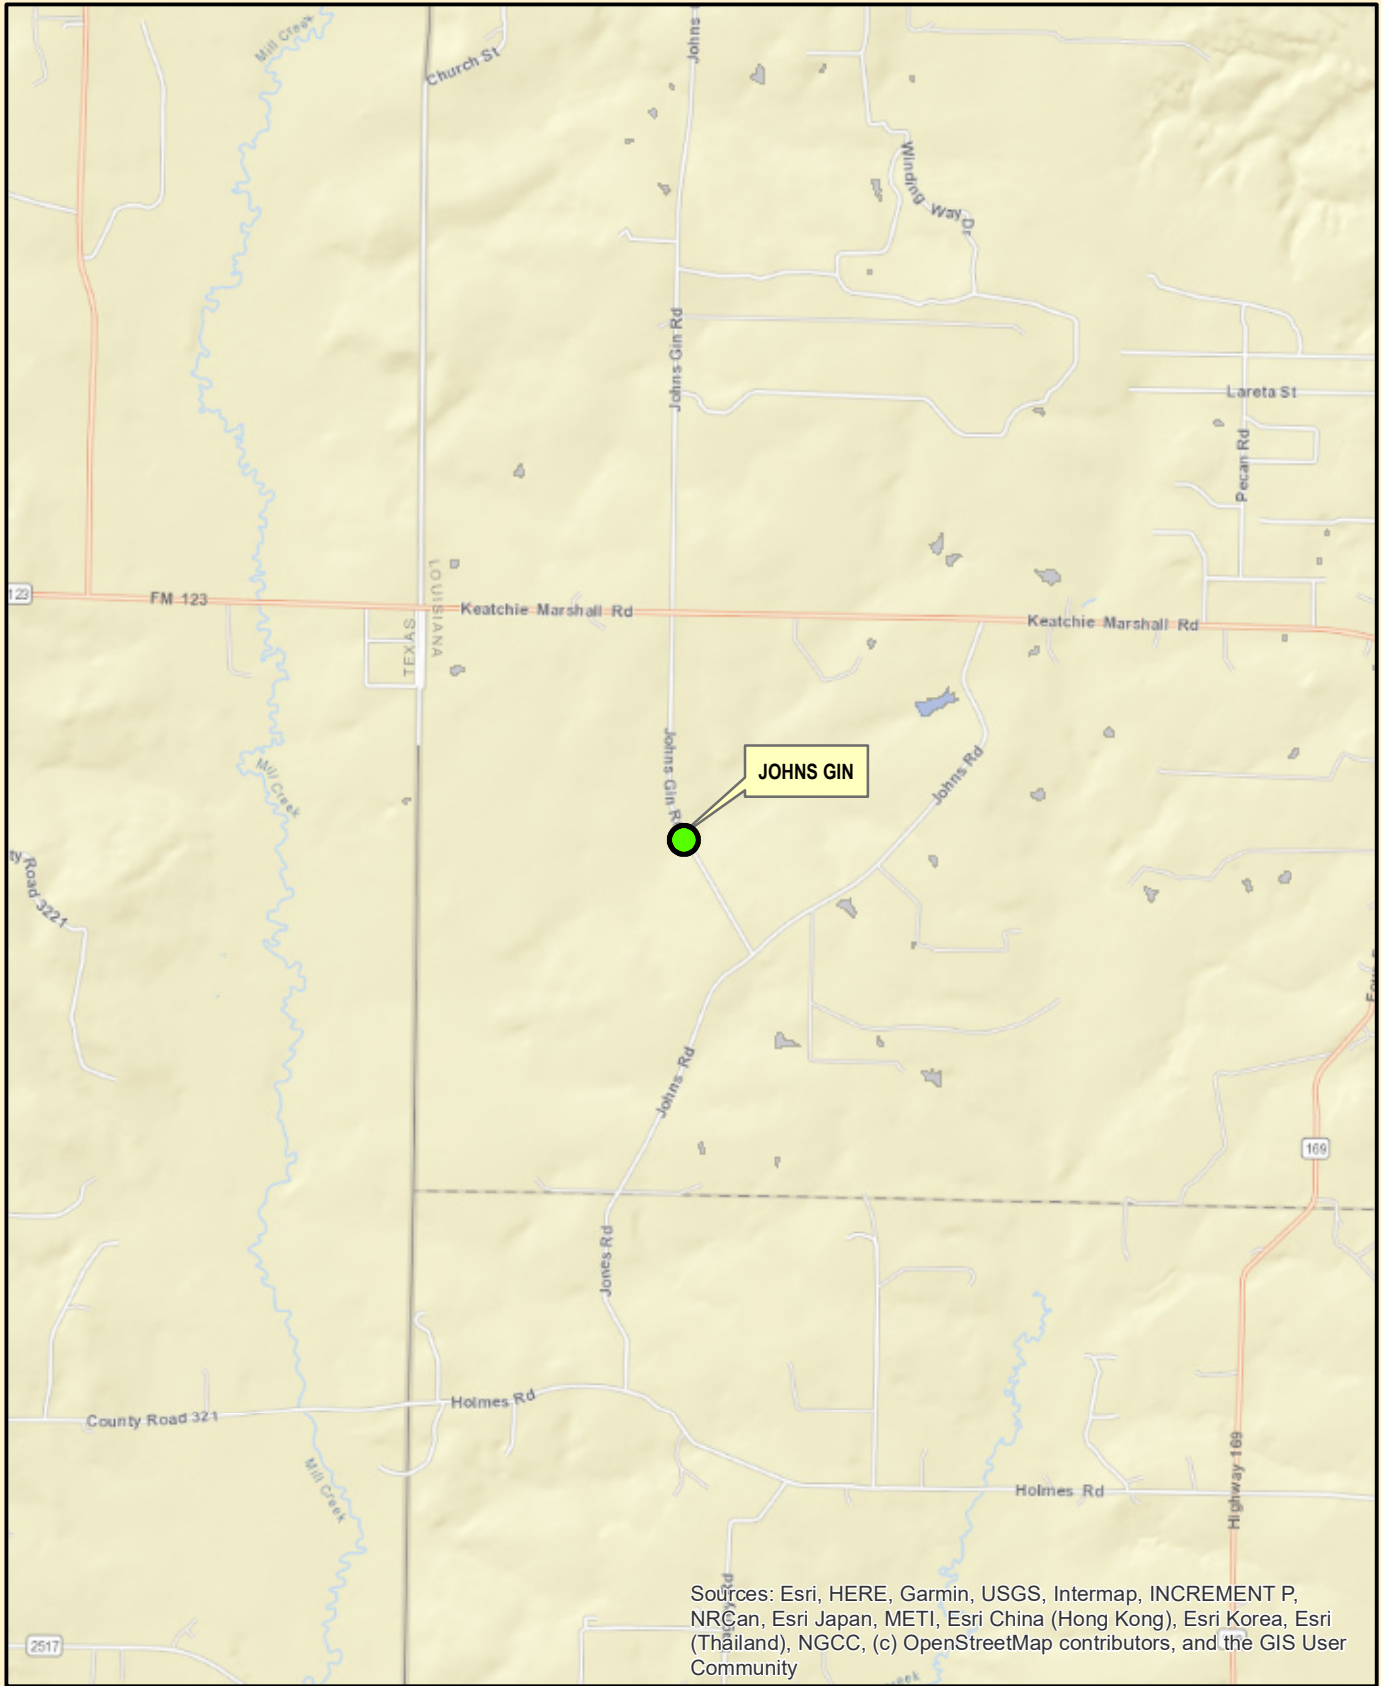 Mill Creek
Church St
Johns
Winding Way Dr
Johns Gin Rd
Lareta St
Pecan Rd
LOUISIANA
TEXAS
123
FM 123
Keatchie Marshall Rd
Keatchie Marshall Rd
Johns Gin R
JOHNS GIN
Johns Rd
Mill Creek
ty Road 3221
Johns Rd
169
Jones Rd
County Road 321
Holmes Rd
Mill Creek
Holmes Rd
Highway 169
2517
Rd
Sources: Esri, HERE, Garmin, USGS, Intermap, INCREMENT P,
NRCan, Esri Japan, METI, Esri China (Hong Kong), Esri Korea, Esri
(Thailand), NGCC, (c) OpenStreetMap contributors, and the GIS User
Community
eek